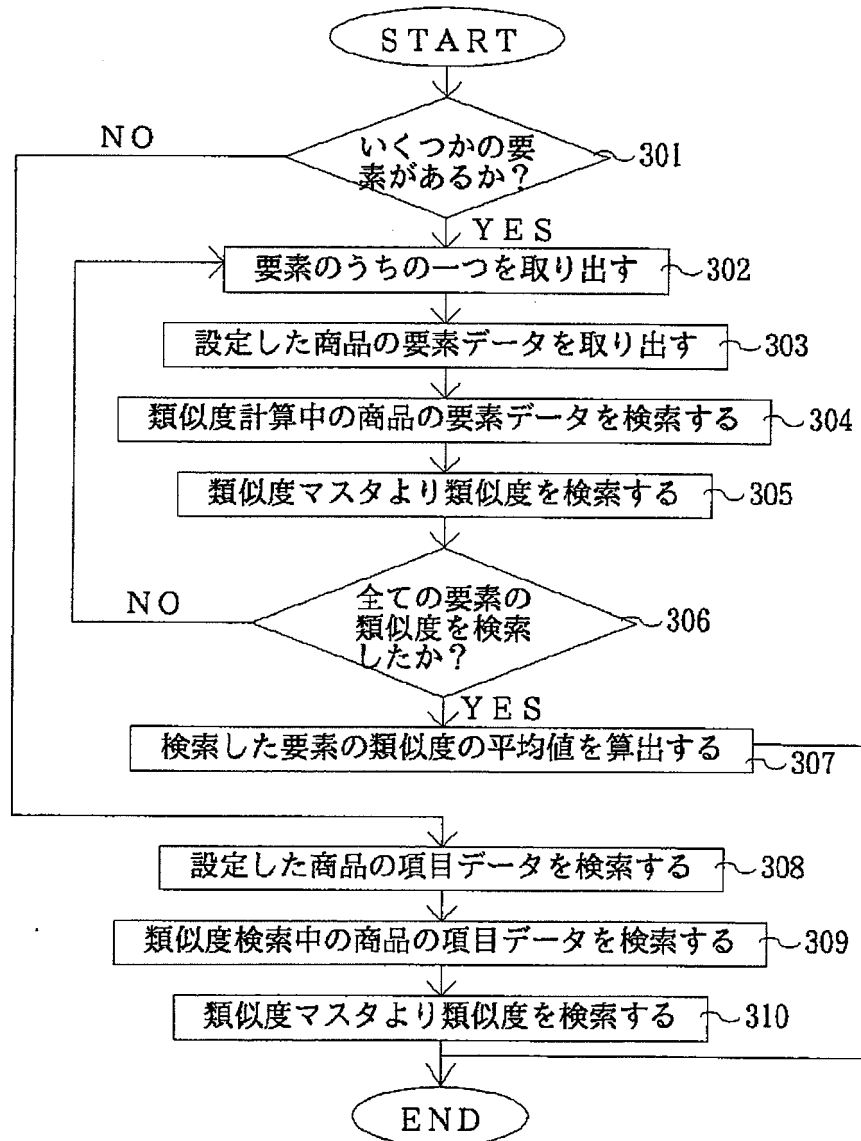 START
NO
いくつかの要
素があるか？
301
YES
要素のうちの一つを取り出す
302
設定した商品の要素データを取り出す
303
類似度計算中の商品の要素データを検索する
304
類似度マスタより類似度を検索する
305
NO
全ての要素の
類似度を検索
したか？
306
YES
検索した要素の類似度の平均値を算出する
307
設定した商品の項目データを検索する
308
類似度検索中の商品の項目データを検索する
309
類似度マスタより類似度を検索する
310
END